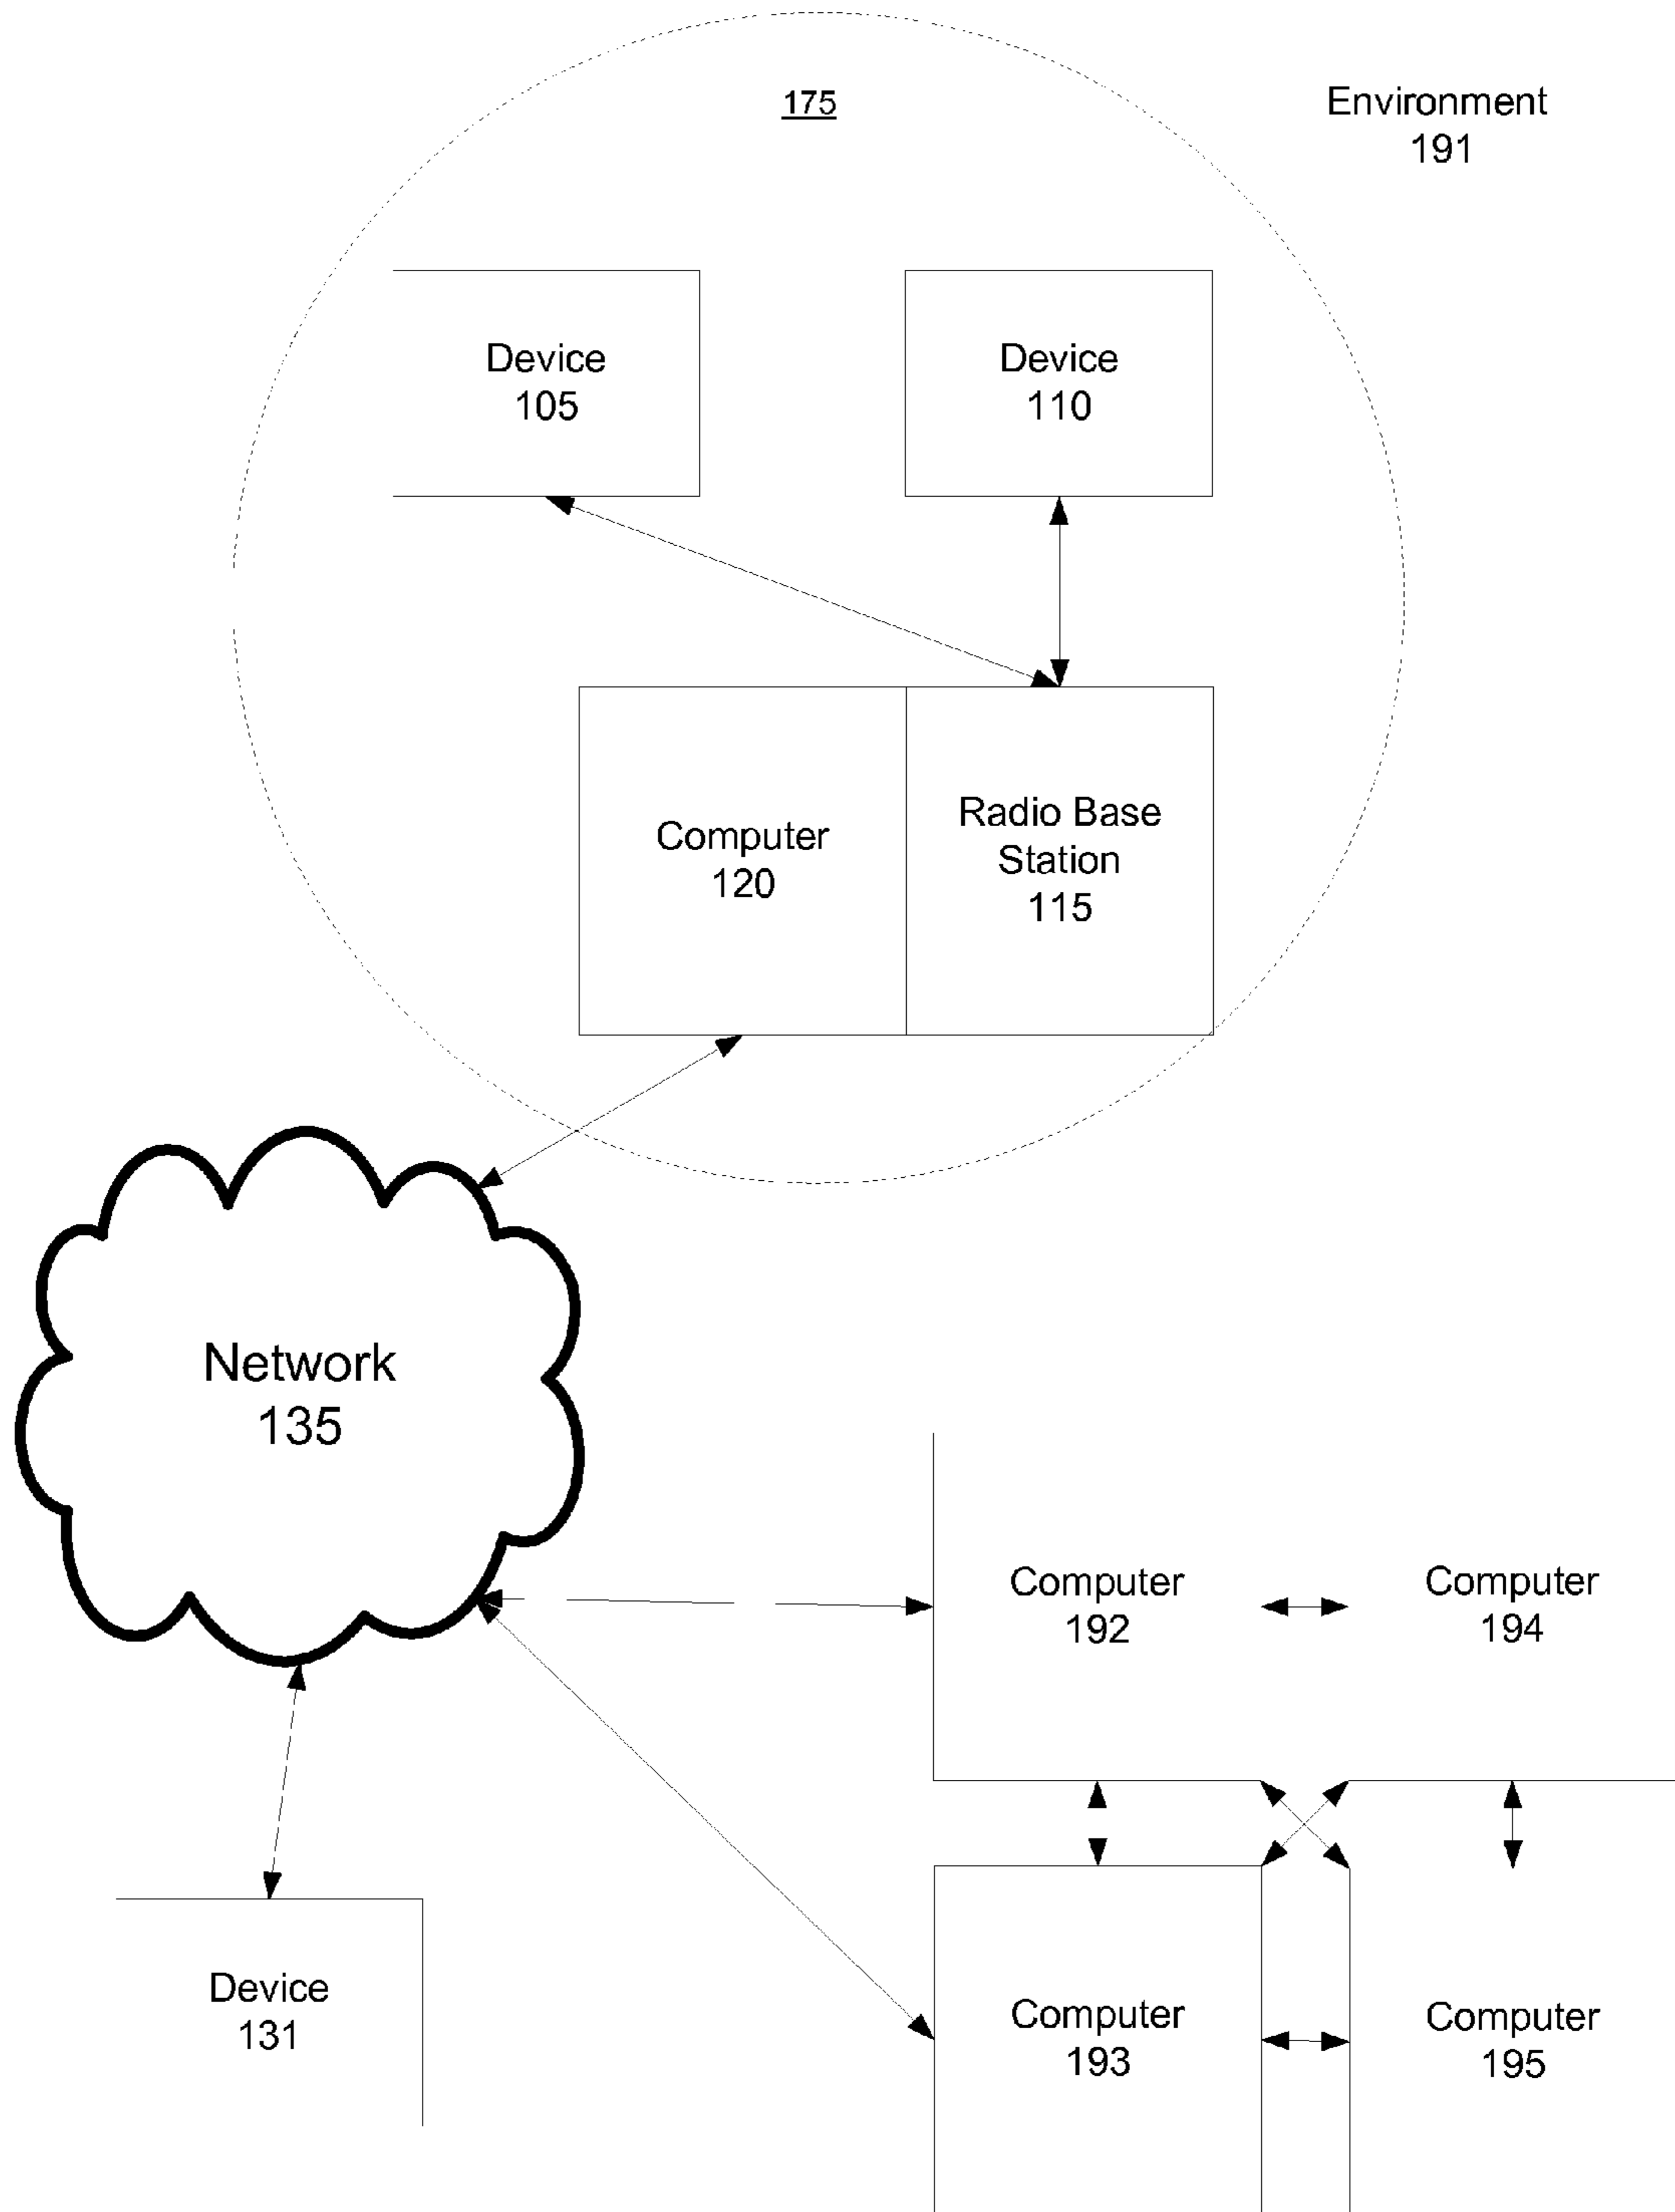 175
Environment
191
Device
105
Device
110
Computer
120
Radio Base
Station
115
Network
135
Computer
192
Computer
194
Device
131
Computer
193
Computer
195